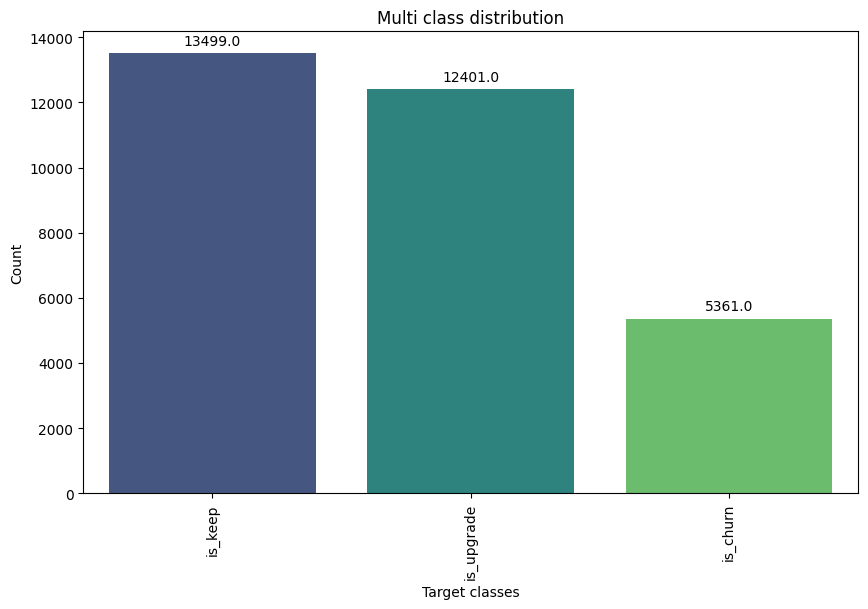 Multi class distribution
14000
12000
10000
8000
6000
4000
2000
0
Count
13499.0
12401.0
5361.0
is_keep
is_upgrade
is_churn
Target classes